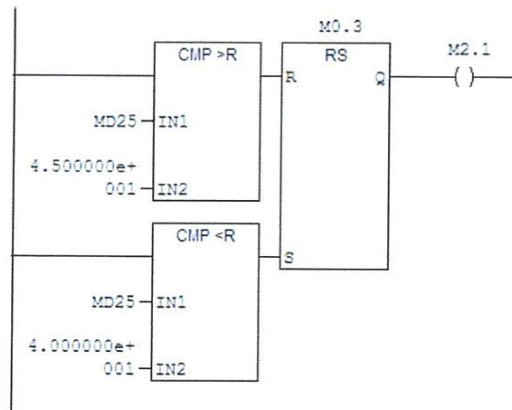 M0.3
M2.1
CMP >R
RS
R
Q
MD25
IN1
4.500000e+
001
IN2
CMP <R
S
MD25
IN1
4.000000e+
001
IN2